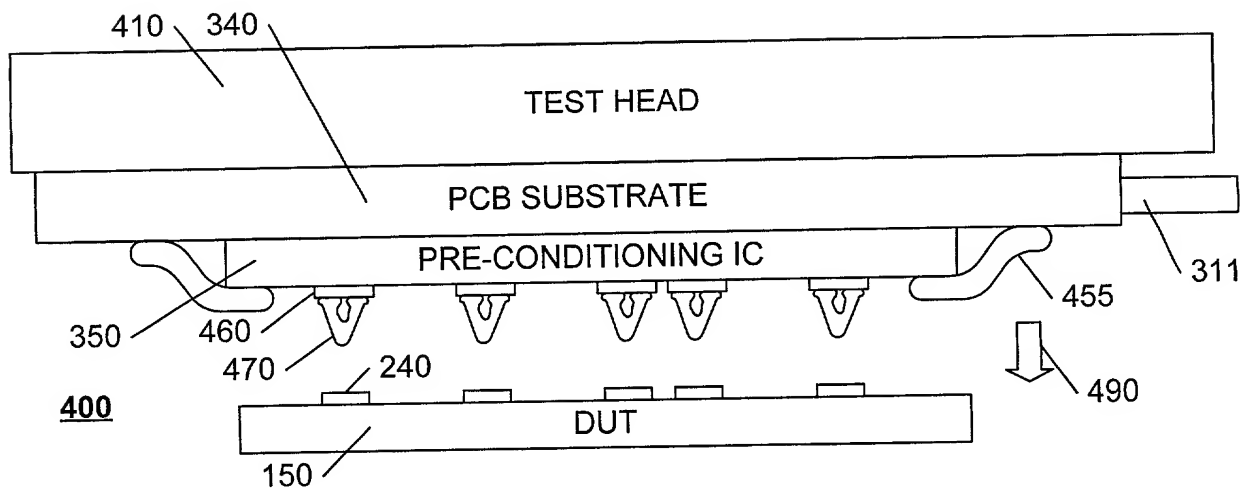 410 340
TEST HEAD
PCB SUBSTRATE
PRE-CONDITIONING IC
311
455
350
460
470
240
490
400
DUT
150